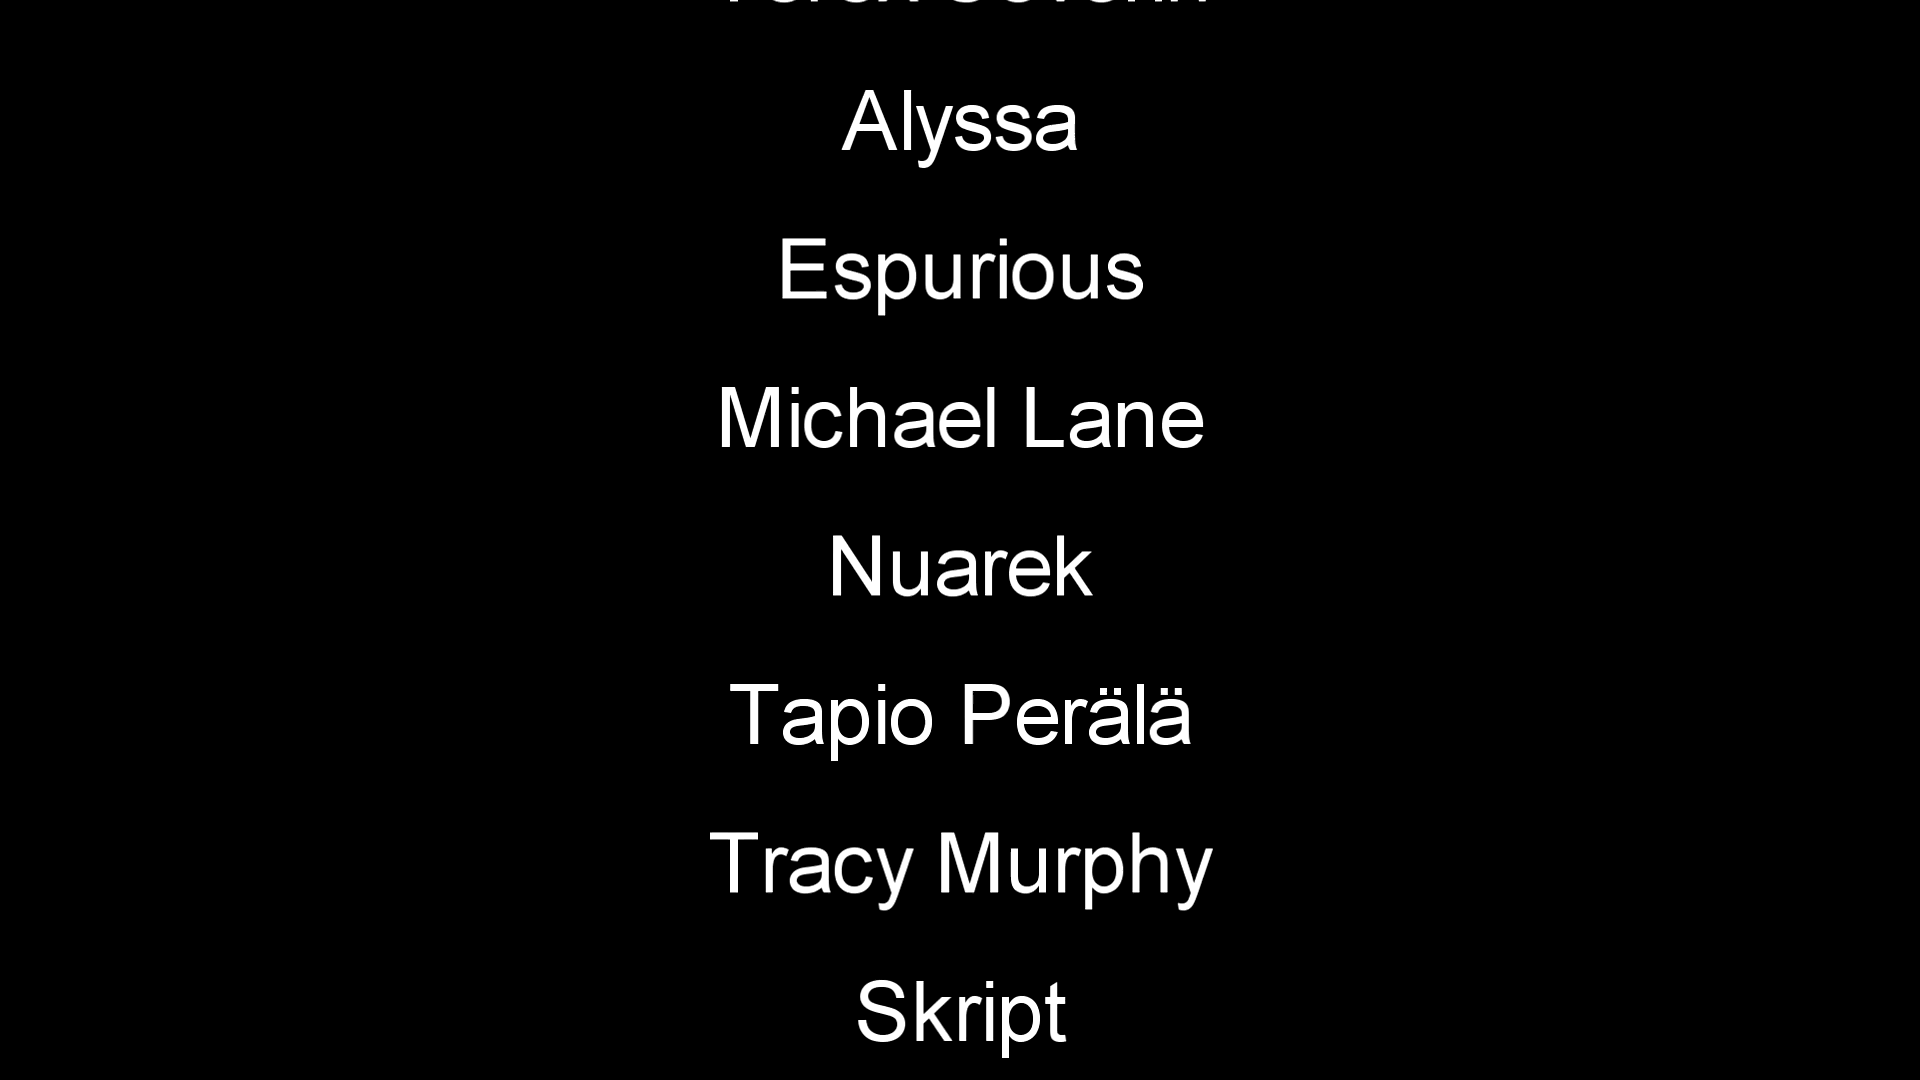 Alyssa
Espurious
Michael Lane
Nuarek
Tapio Perälä
Tracy Murphy
Skript